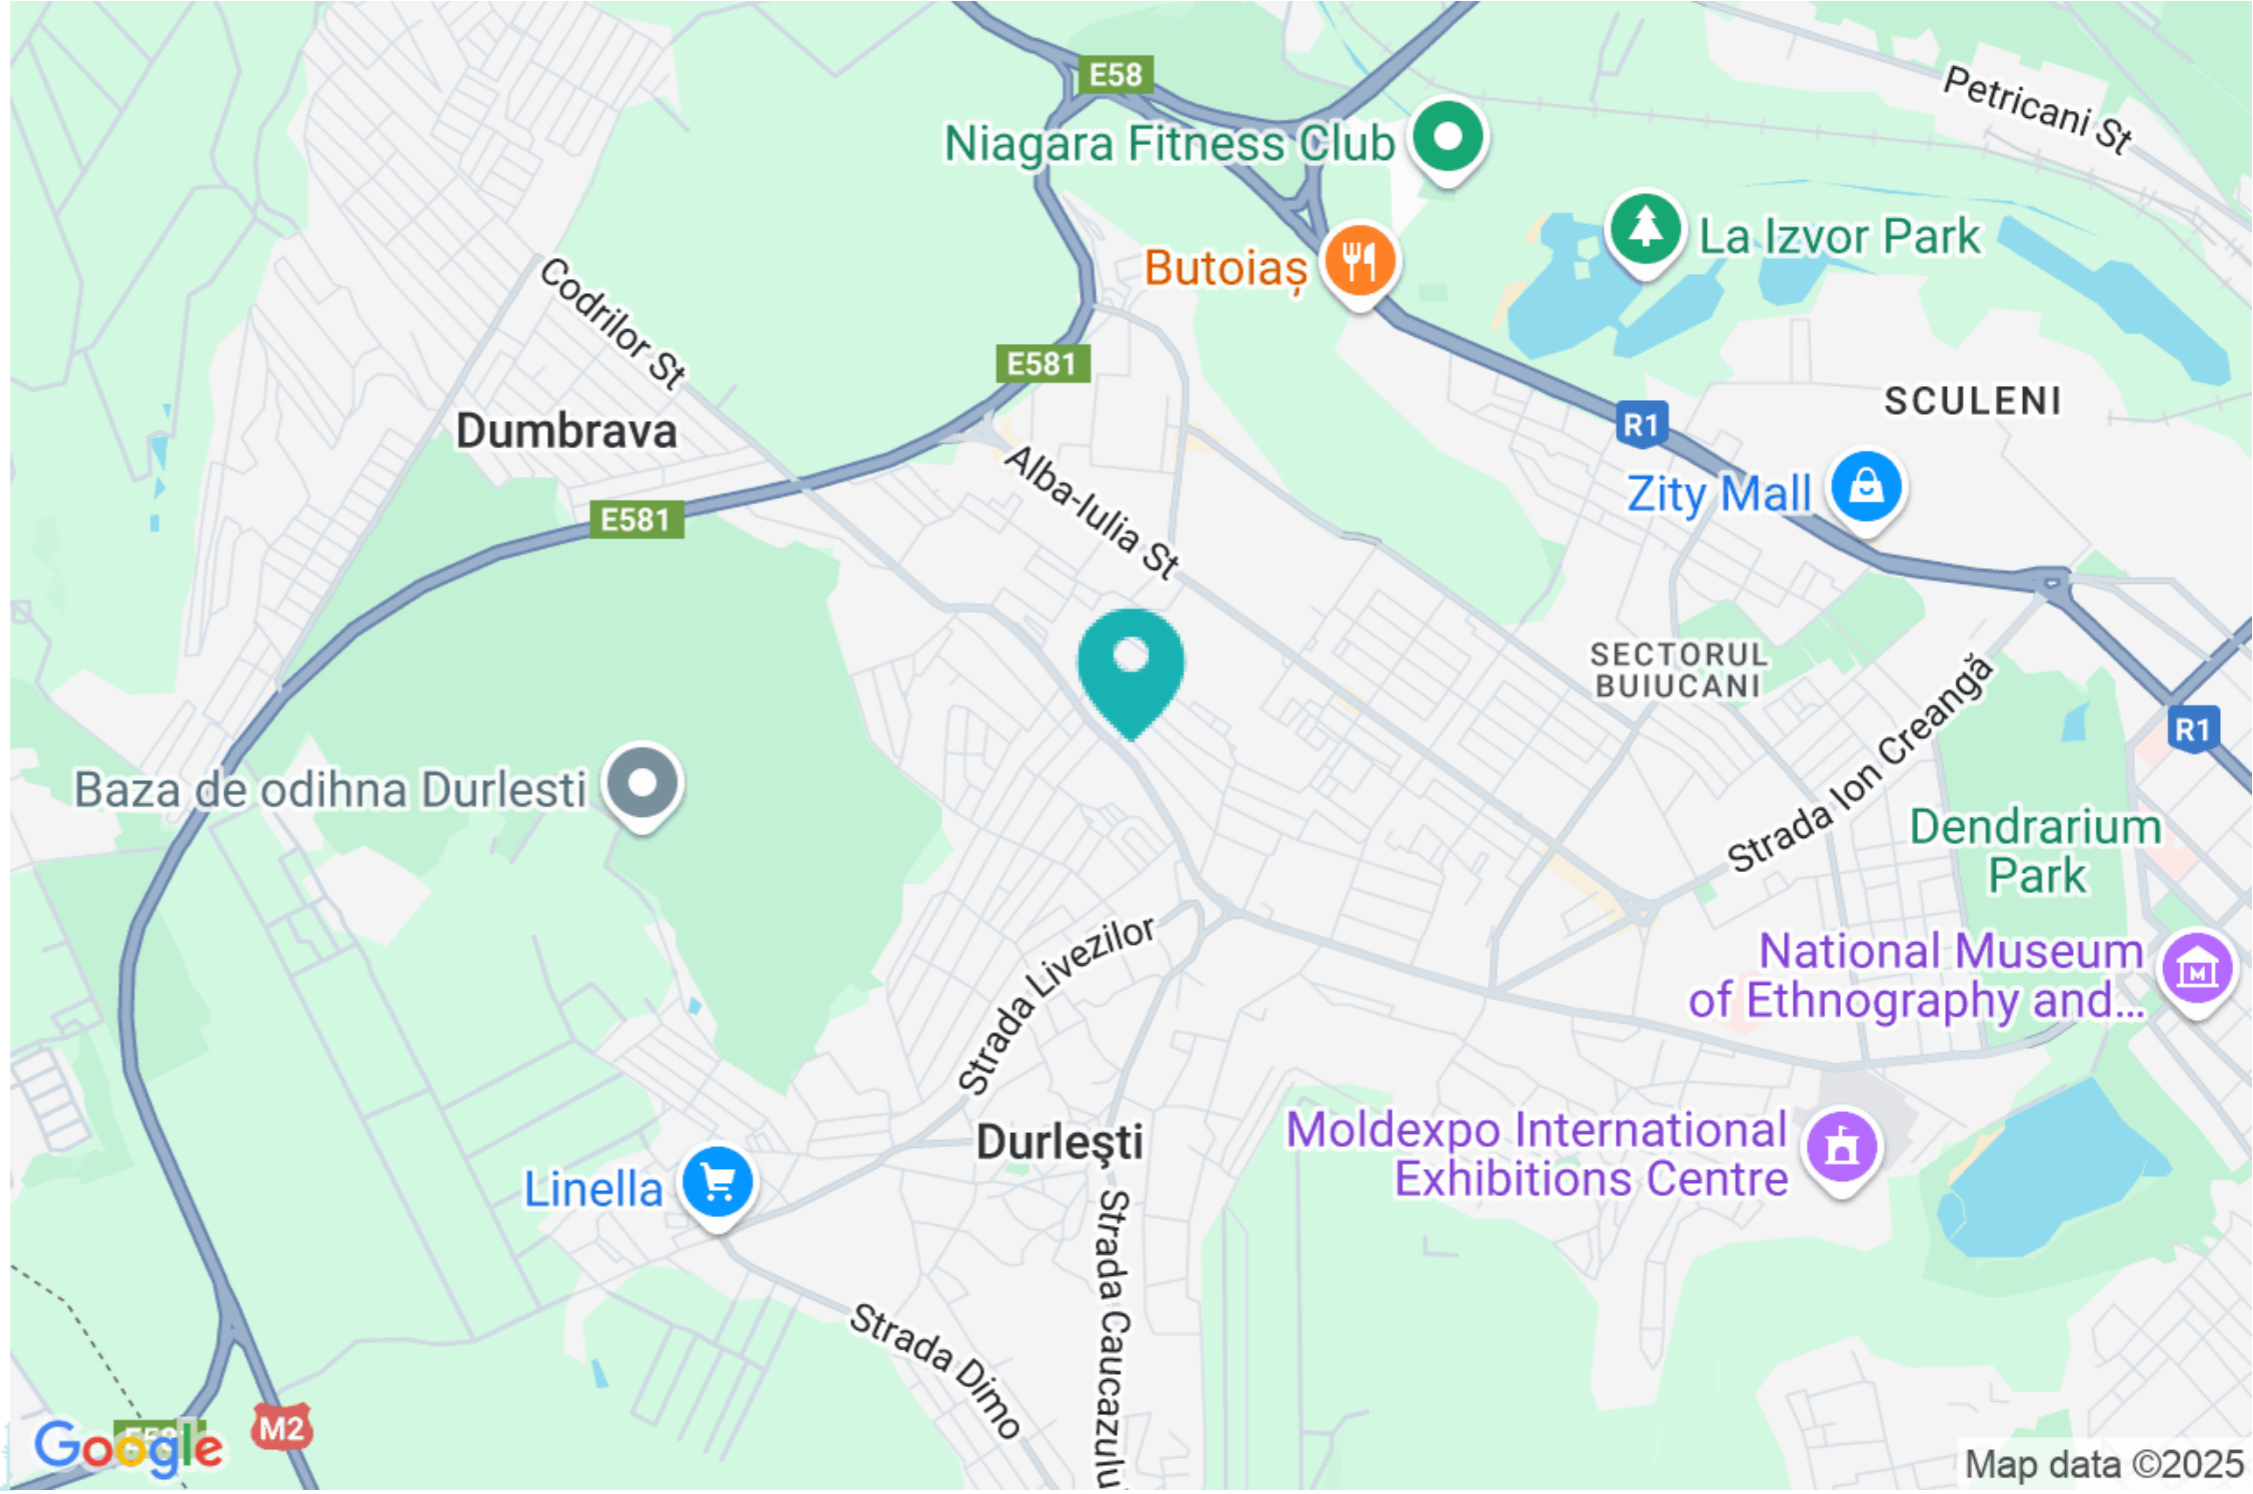 E58
Petricani St
Niagara Fitness Club
La Izvor Park
Butoiaș
Codrilor St
E581
SCULENI
R1
Dumbrava
Alba-Iulia St
Zity Mall
E581
SECTORUL
BUIUCANI
Strada Ion Creangă
R1
Baza de odihna Durlesti
Dendrarium
Park
Strada Livezilor
National Museum
of Ethnography and...
Durleşti
Moldexpo International
Exhibitions Centre
Linella
Strada Caucazului
Strada Dimo
M2
E581
Google
Map data ©2025